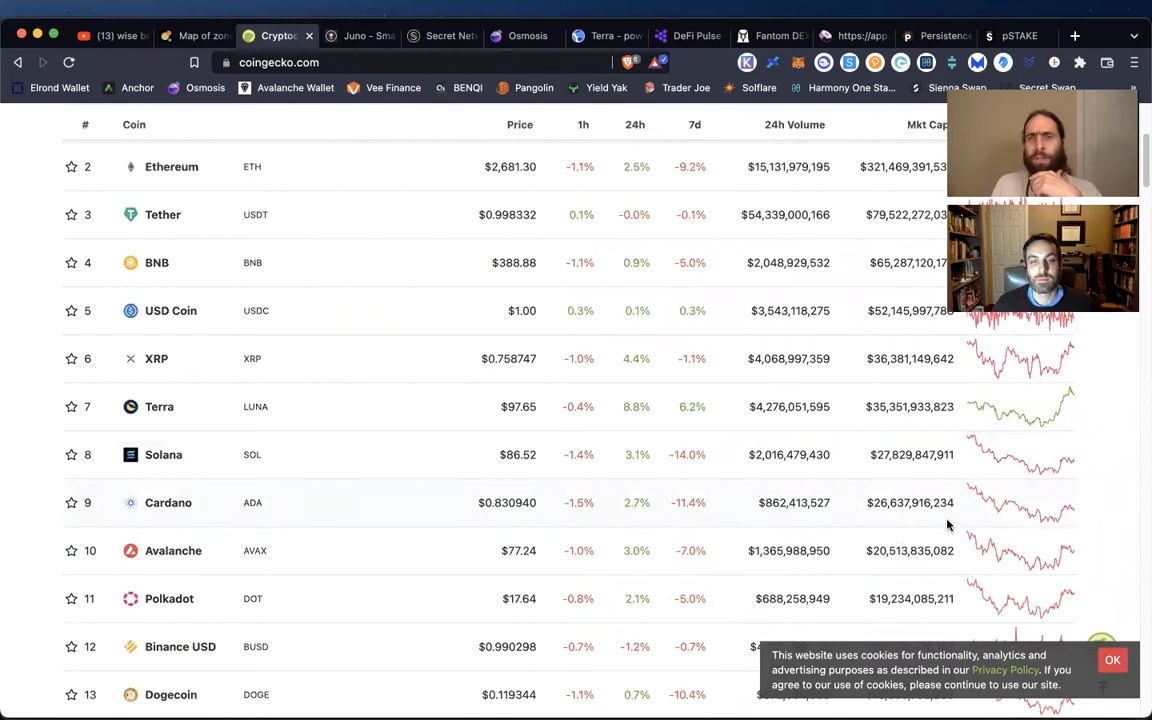 (13) wise b
Map of zon
Cryptoc
Juno - Sma
Secret Net
Osmosis
Terra - pow
DeFi Pulse
Fantom DE
https://app.
Persistence
pSTAKE
coingecko.com
6
Elrond Wallet
Anchor
Osmosis
Avalanche Wallet
Vee Finance
BENQI
Pangolin
Yield Yak
Trader Joe
Solflare
Harmony One Sta...
Sienna Swap
Secret Swap
»
# Coin Price 1h 24h 7d 24h Volume Mkt Cap
2 Ethereum ETH $2,681.30 -1.1% 2.5% -9.2% $15,131,979,195 $321,469,391,53
3 Tether USDT $0.998332 0.1% -0.0% -0.1% $54,339,000,166 $79,522,272,03
4 BNB BNB $388.88 -1.1% 0.9% -5.0% $2,048,929,532 $65,287,120,17
5 USD Coin USDC $1.00 0.3% 0.1% 0.3% $3,543,118,275 $52,145,997,78
6 XRP XRP $0.758747 -1.0% 4.4% -1.1% $4,068,997,359 $36,381,149,642
7 Terra LUNA $97.65 -0.4% 8.8% 6.2% $4,276,051,595 $35,351,933,823
8 Solana SOL $86.52 -1.4% 3.1% -14.0% $2,016,479,430 $27,829,847,911
9 Cardano ADA $0.830940 -1.5% 2.7% -11.4% $862,413,527 $26,637,916,234
10 Avalanche AVAX $77.24 -1.0% 3.0% -7.0% $1,365,988,950 $20,513,835,082
11 Polkadot DOT $17.64 -0.8% 2.1% -5.0% $688,258,949 $19,234,085,211
12 Binance USD BUSD $0.990298 -0.7% -1.2% -0.7%
13 Dogecoin DOGE $0.119344 -1.1% 0.7% -10.4%
This website uses cookies for functionality, analytics and
advertising purposes as described in our Privacy Policy. If you
agree to our use of cookies, please continue to use our site.
OK